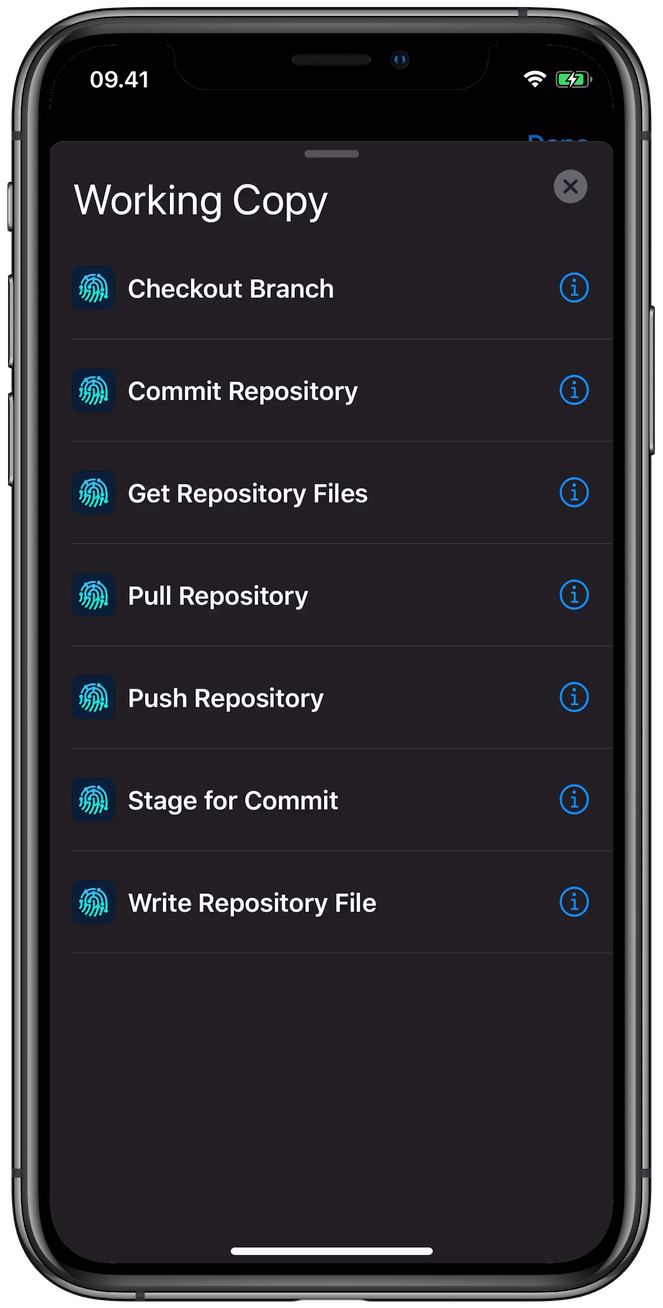 09.41
Done
Working Copy
Checkout Branch
Commit Repository
Get Repository Files
Pull Repository
Push Repository
Stage for Commit
Write Repository File